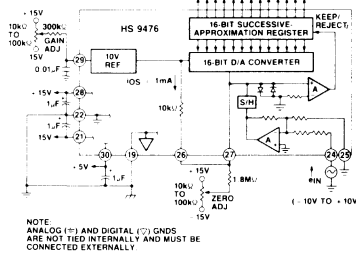 + 15V
10kΩ
TO
100kΩ
300kΩ
GAIN
ADJ
15V
0 01µF
HS 9476
16-BIT SUCCESSIVE-
APPROXIMATION REGISTER
KEEP/
REJECT
10V
REF
IOS
1mA
16-BIT D/A CONVERTER
10kΩ
S/H
A
A
29
+ 15V
28
1µF
22
1µF
15V
21
+ 5V
30
19
26
27
24
25
1µF
+ 15V
10kΩ
TO
100kΩ
ZERO
ADJ
- 15V
1 8MΩ
eIN
( - 10V TO + 10V
NOTE:
ANALOG (⏚) AND DIGITAL (▽) GNDS
ARE NOT TIED INTERNALLY AND MUST BE
CONNECTED EXTERNALLY